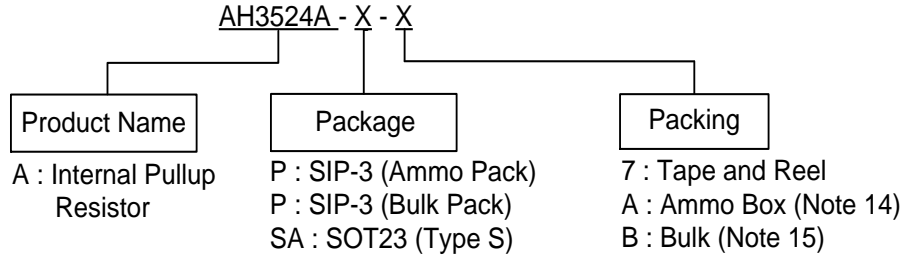 AH3524A - X - X
Product Name
A : Internal Pullup
Resistor
Package
P : SIP-3 (Ammo Pack)
P : SIP-3 (Bulk Pack)
SA : SOT23 (Type S)
Packing
7 : Tape and Reel
A : Ammo Box (Note 14)
B : Bulk (Note 15)